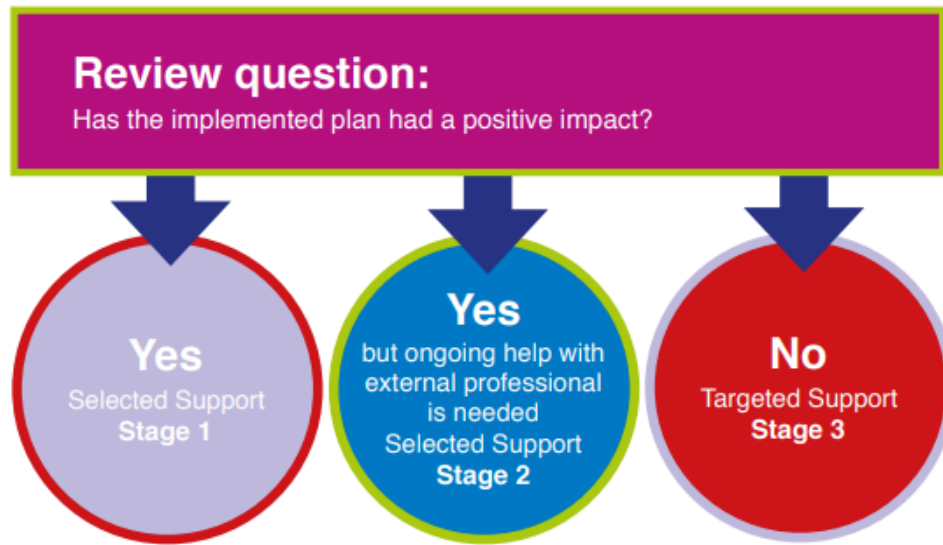 Review question:
Has the implemented plan had a positive impact?
Yes
Selected Support
Stage 1
Yes
but ongoing help with
external professional
is needed
Selected Support
Stage 2
No
Targeted Support
Stage 3